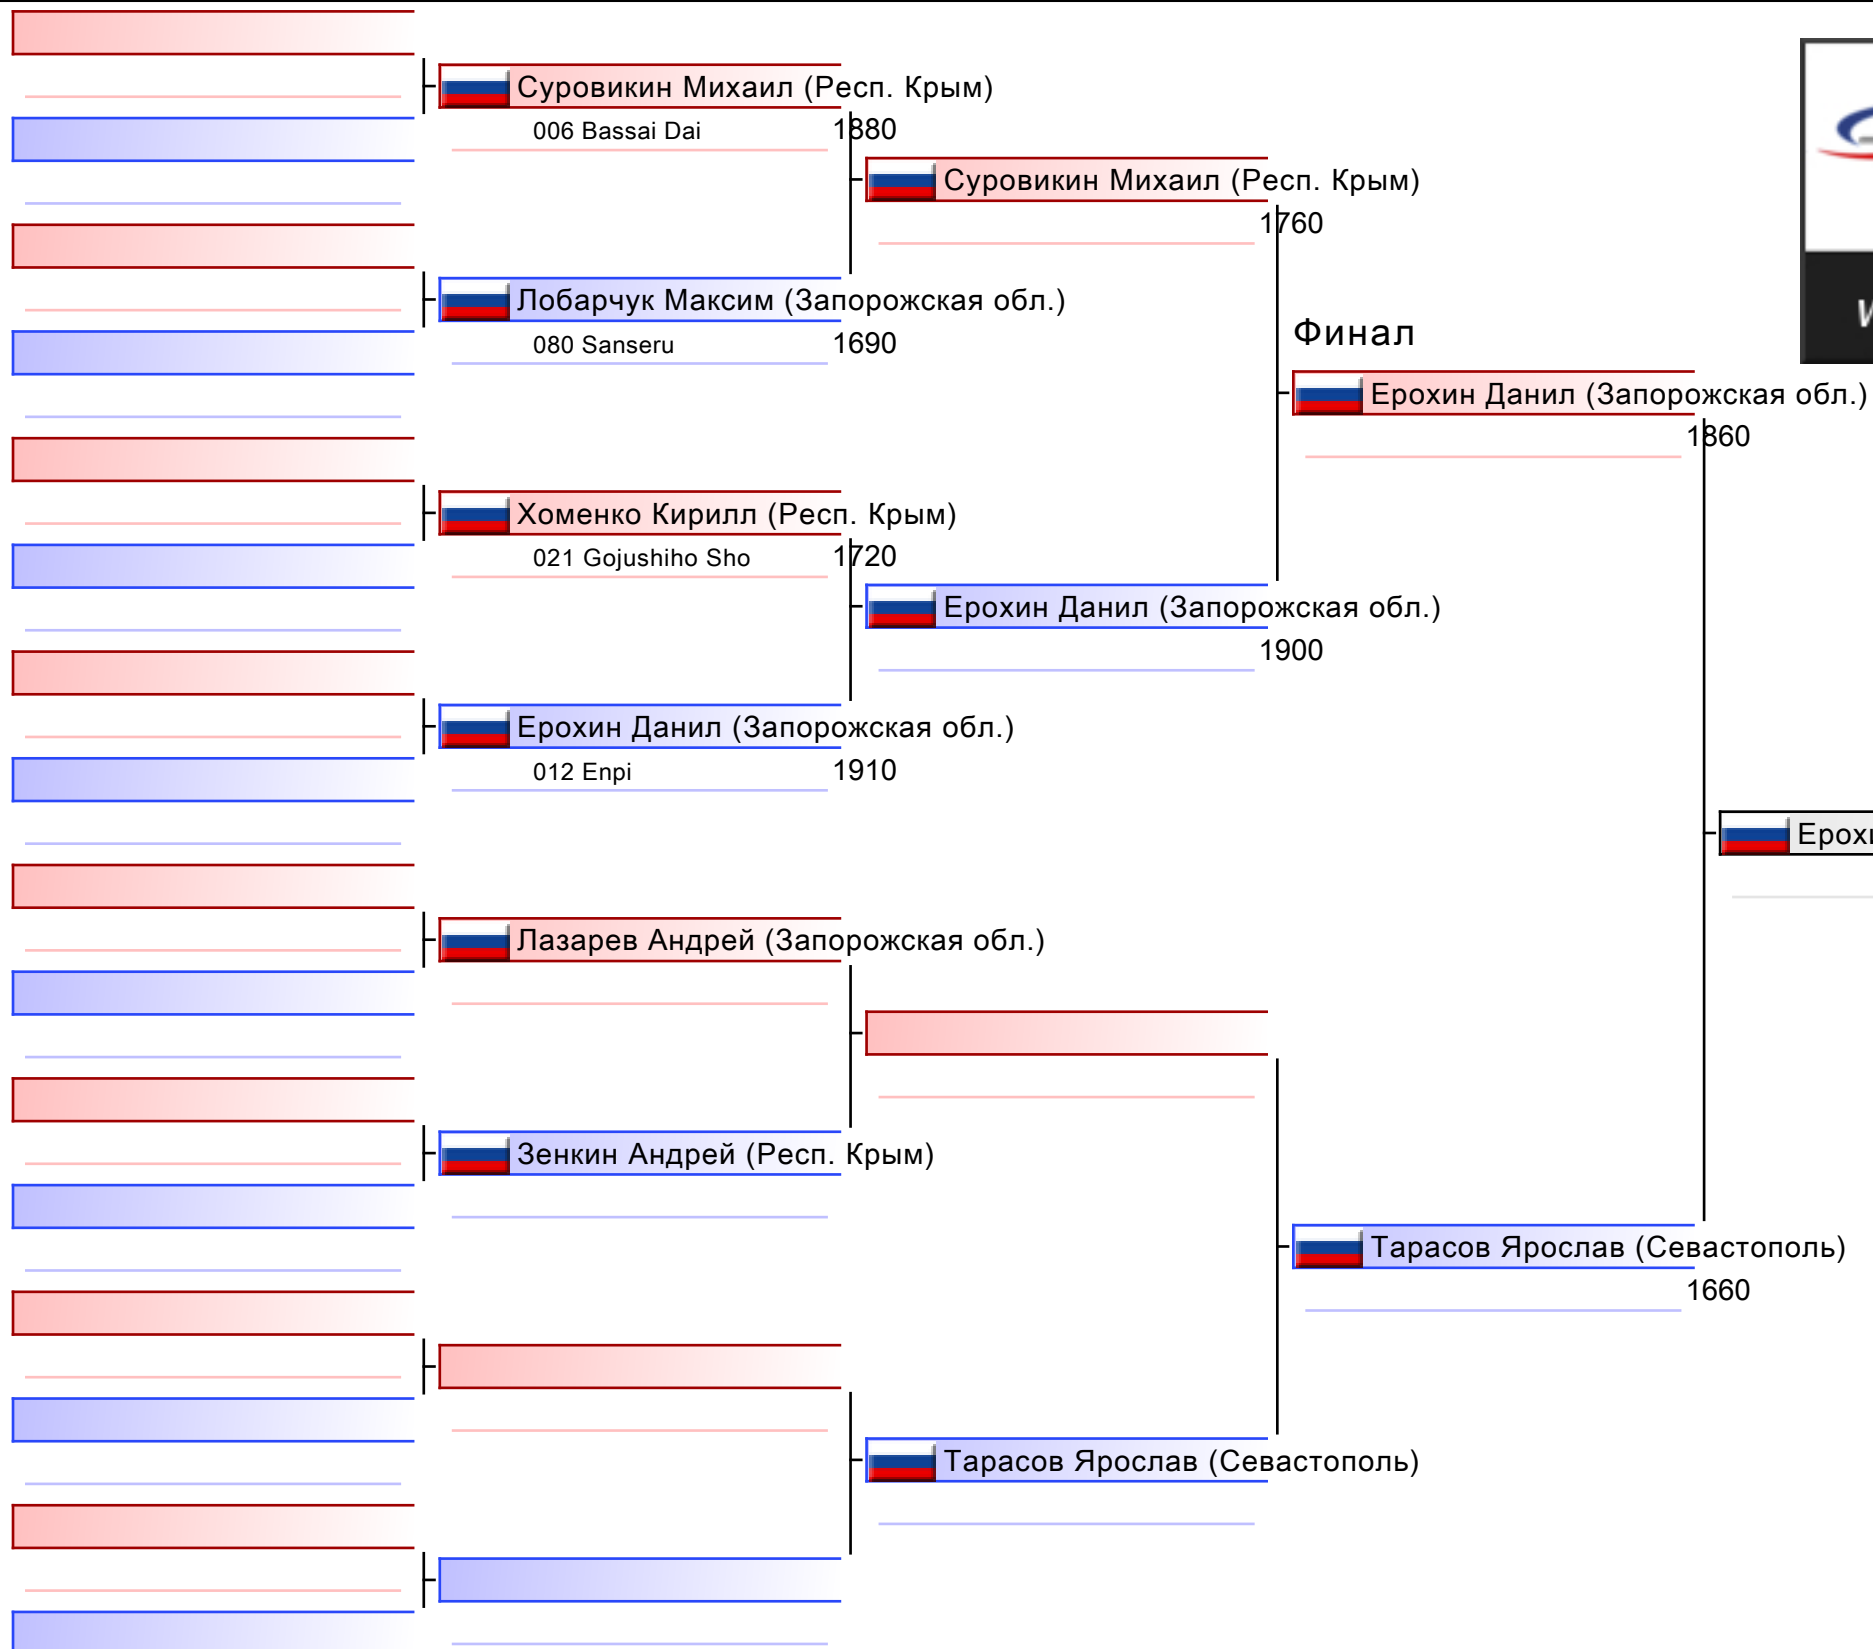 Суровикин Михаил (Респ. Крым)
006 Bassai Dai 1880
Лобарчук Максим (Запорожская обл.)
080 Sanseru 1690
Хоменко Кирилл (Респ. Крым)
021 Gojushiho Sho 1720
Ерохин Данил (Запорожская обл.)
012 Enpi 1910
Лазарев Андрей (Запорожская обл.)
Зенкин Андрей (Респ. Крым)
Суровикин Михаил (Респ. Крым)
1760
Ерохин Данил (Запорожская обл.)
1900
Тарасов Ярослав (Севастополь)
Финал
Ерохин Данил (Запорожская обл.)
1860
Тарасов Ярослав (Севастополь)
1660